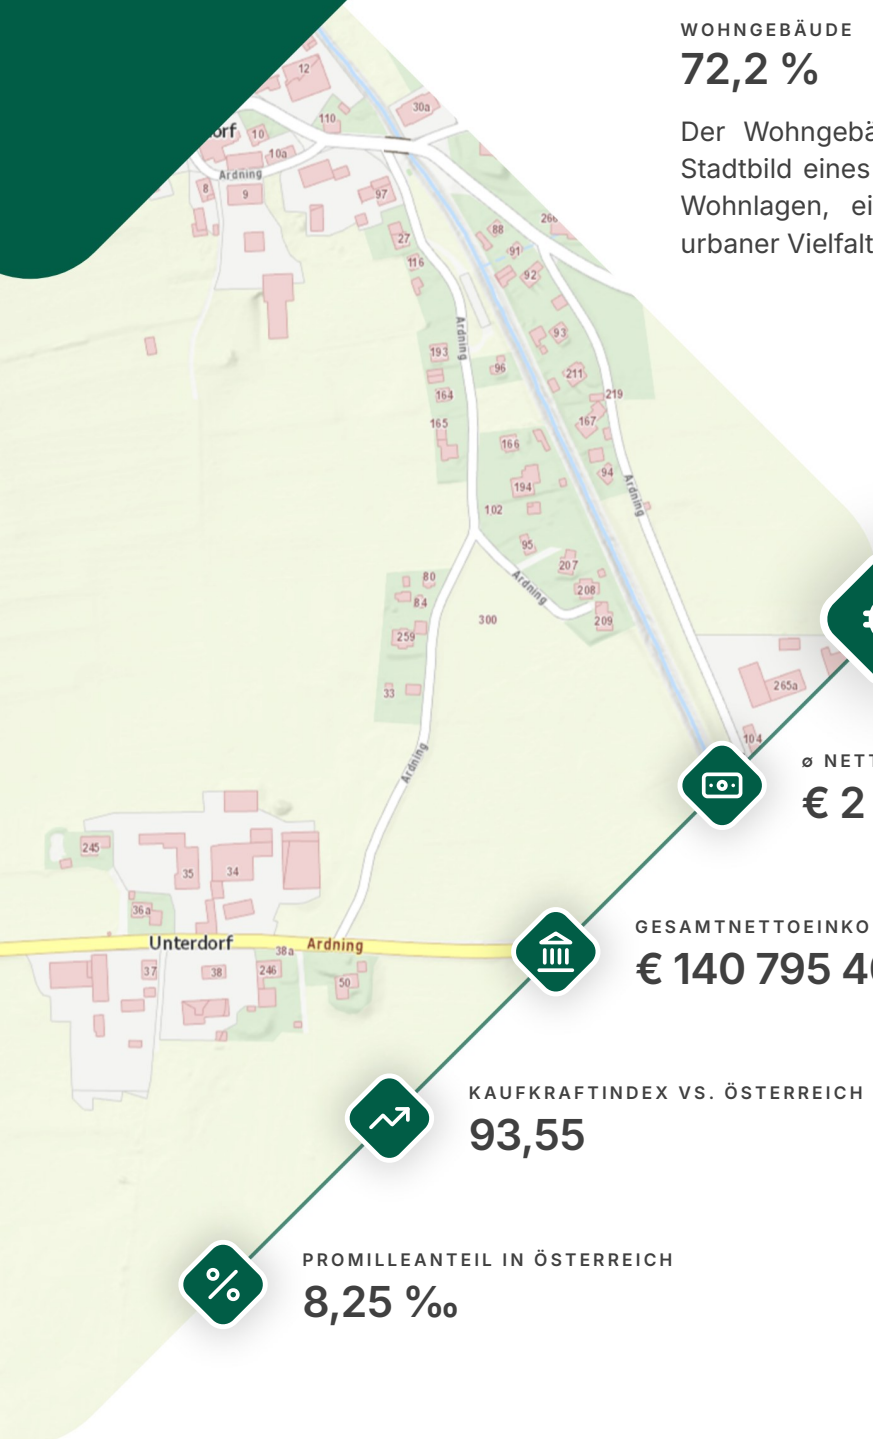 WOHNGEBÄUDE
72,2 %
Der Wohngebä
Stadtbild eines
Wohnlagen, ei
urbaner Vielfalt
12
30a
110
orf
10
10a
Ardning
8
9
97
27
116
88
266
91
92
Ardning
93
193
96
211
164
219
165
167
166
94
194
Ardning
102
95
207
80
Ardning
208
84
300
209
259
33
265a
104
Ardning
ø NETT
€ 2
245
35
34
36a
Unterdorf
38a
Ardning
37
38
246
50
GESAMTNETTOEINKO
€ 140 795 40
KAUFKRAFTINDEX VS. ÖSTERREICH
93,55
PROMILLEANTEIL IN ÖSTERREICH
8,25 ‰